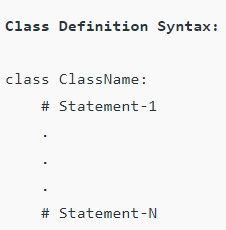 Class Definition Syntax:
class ClassName:
    # Statement-1
    .
    .
    .
    # Statement-N